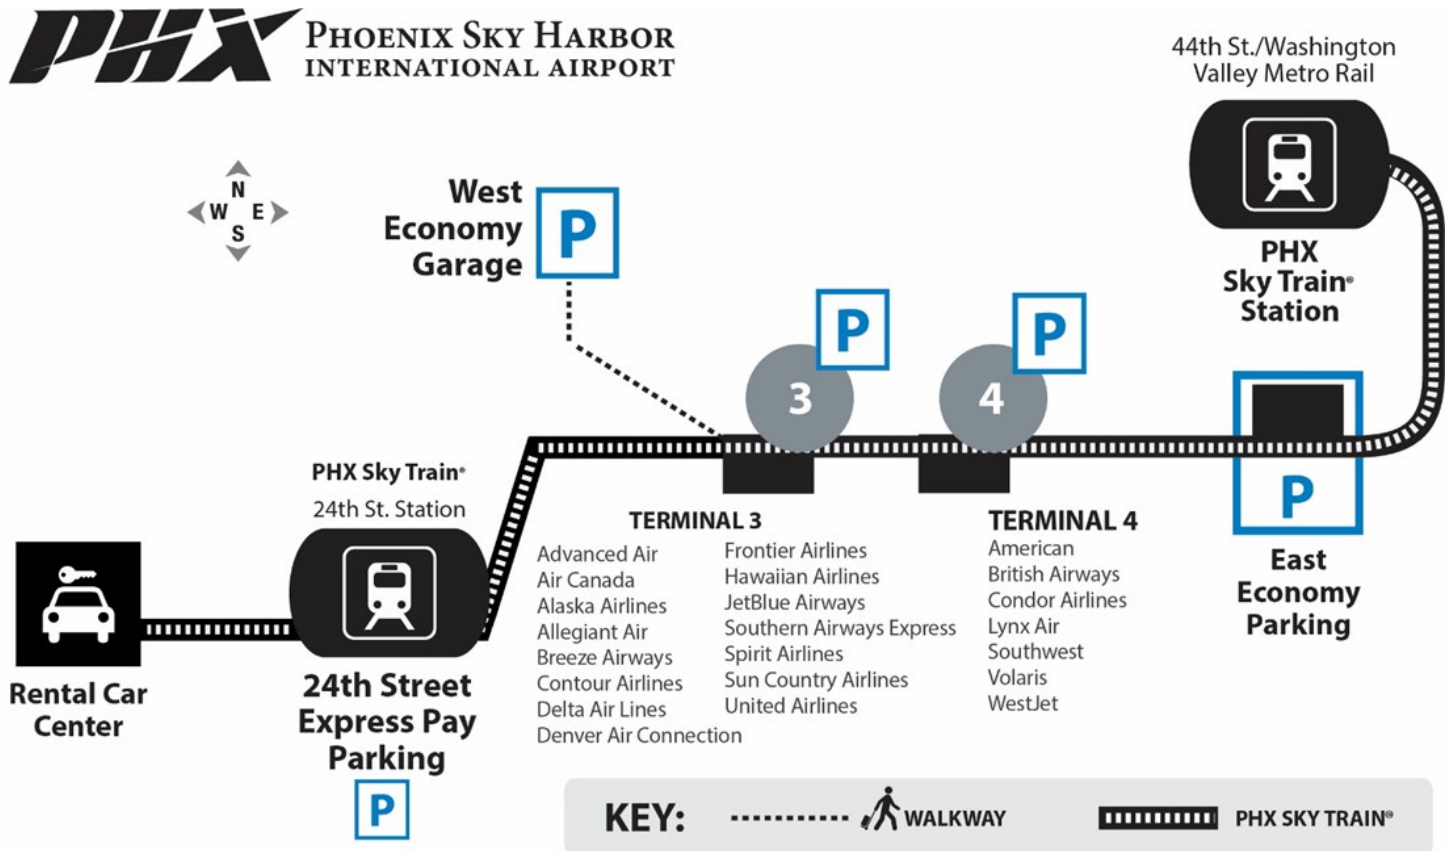 PHX
PHOENIX SKY HARBOR
INTERNATIONAL AIRPORT
44th St./Washington
Valley Metro Rail
N
W E
S
West
Economy
Garage
P
PHX
Sky Train®
Station
P
P
3
4
PHX Sky Train®
24th St. Station
P
TERMINAL 3
Advanced Air
Air Canada
Alaska Airlines
Allegiant Air
Breeze Airways
Contour Airlines
Delta Air Lines
Denver Air Connection
Frontier Airlines
Hawaiian Airlines
JetBlue Airways
Southern Airways Express
Spirit Airlines
Sun Country Airlines
United Airlines
TERMINAL 4
American
British Airways
Condor Airlines
Lynx Air
Southwest
Volaris
WestJet
East
Economy
Parking
Rental Car
Center
24th Street
Express Pay
Parking
P
KEY:
WALKWAY
PHX SKY TRAIN®